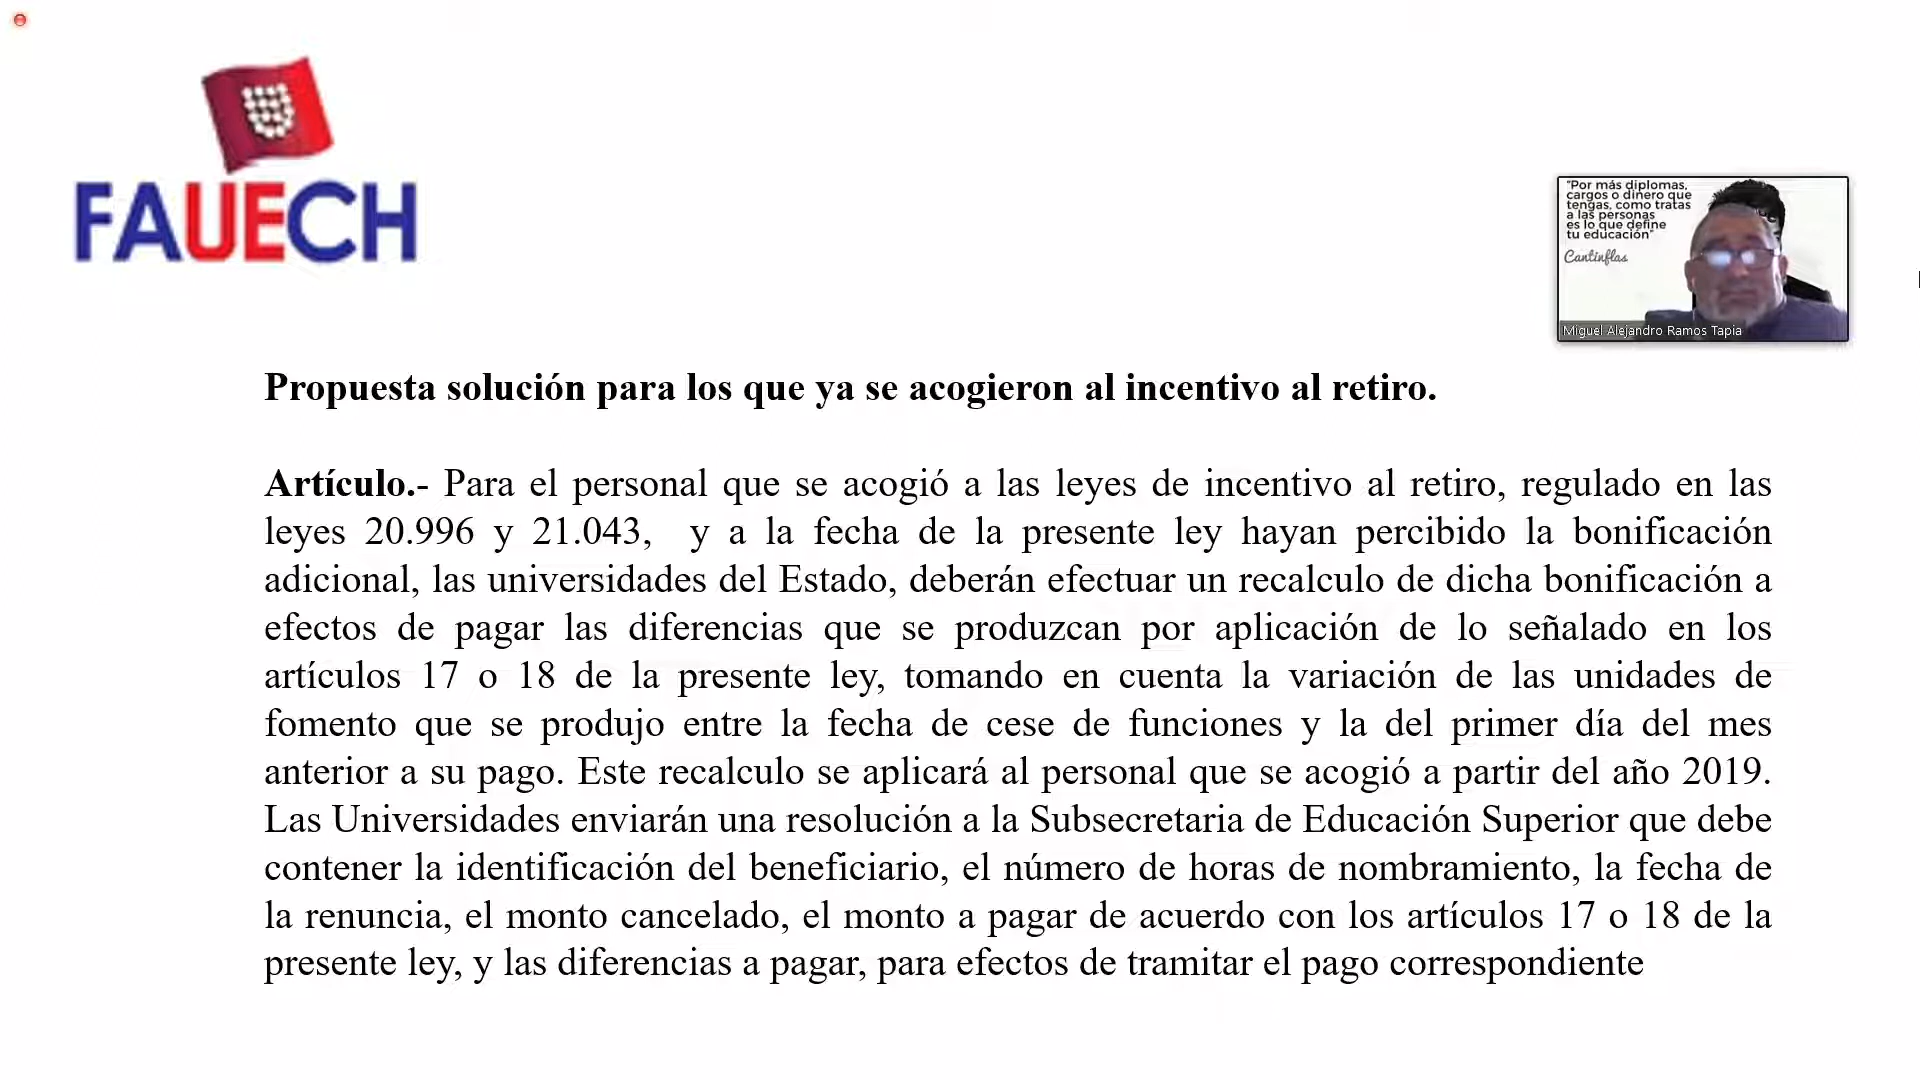 FAUECH
"Por más diplomas,
cargos o dinero que
tengas, como tratas
a las personas
es lo que define
tu educación"
Cantinflas
Miguel Alejandro Ramos Tapia
Propuesta solución para los que ya se acogieron al incentivo al retiro.
Artículo.- Para el personal que se acogió a las leyes de incentivo al retiro, regulado en las
leyes 20.996 y 21.043, y a la fecha de la presente ley hayan percibido la bonificación
adicional, las universidades del Estado, deberán efectuar un recalculo de dicha bonificación a
efectos de pagar las diferencias que se produzcan por aplicación de lo señalado en los
artículos 17 o 18 de la presente ley, tomando en cuenta la variación de las unidades de
fomento que se produjo entre la fecha de cese de funciones y la del primer día del mes
anterior a su pago. Este recalculo se aplicará al personal que se acogió a partir del año 2019.
Las Universidades enviarán una resolución a la Subsecretaria de Educación Superior que debe
contener la identificación del beneficiario, el número de horas de nombramiento, la fecha de
la renuncia, el monto cancelado, el monto a pagar de acuerdo con los artículos 17 o 18 de la
presente ley, y las diferencias a pagar, para efectos de tramitar el pago correspondiente